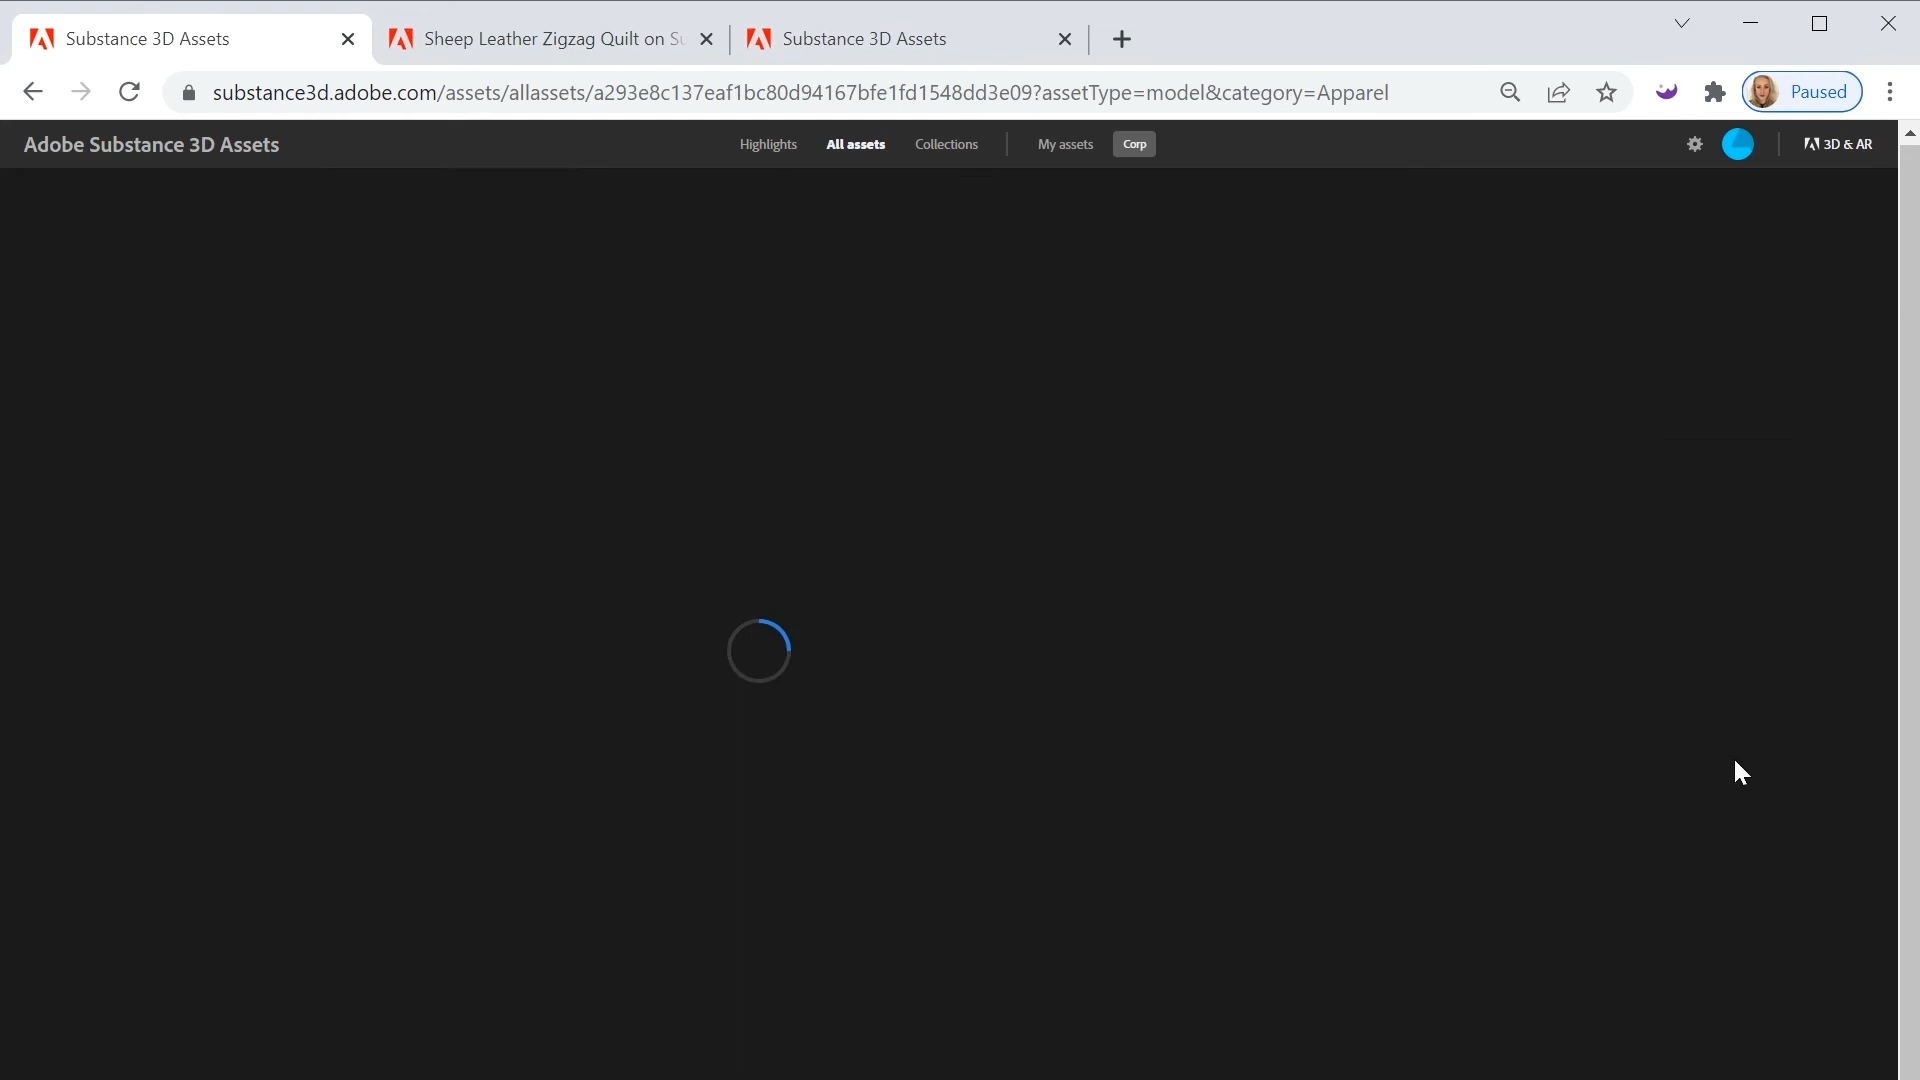 Substance 3D Assets
Sheep Leather Zigzag Quilt on Su
Substance 3D Assets
substance3d.adobe.com/assets/allassets/a293e8c137eaf1bc80d94167bfe1fd1548dd3e09?assetType=model&category=Apparel
Paused
Adobe Substance 3D Assets
Highlights
All assets
Collections
My assets
Corp
3D & AR